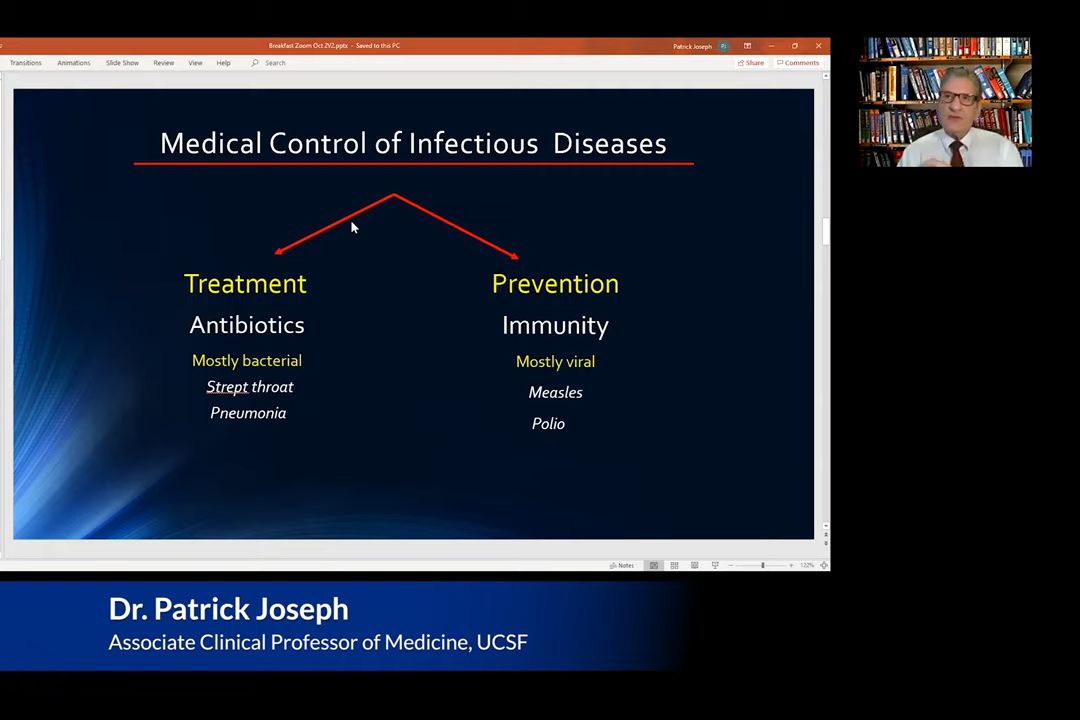 Breakfast Zoom Oct 2V2.pptx - Saved to this PC
Patrick Joseph PJ
Transitions Animations Slide Show Review View Help Search
Share Comments
Medical Control of Infectious Diseases
Treatment
Prevention
Antibiotics
Immunity
Mostly bacterial
Mostly viral
Strept throat
Measles
Pneumonia
Polio
Notes
122%
Dr. Patrick Joseph
Associate Clinical Professor of Medicine, UCSF